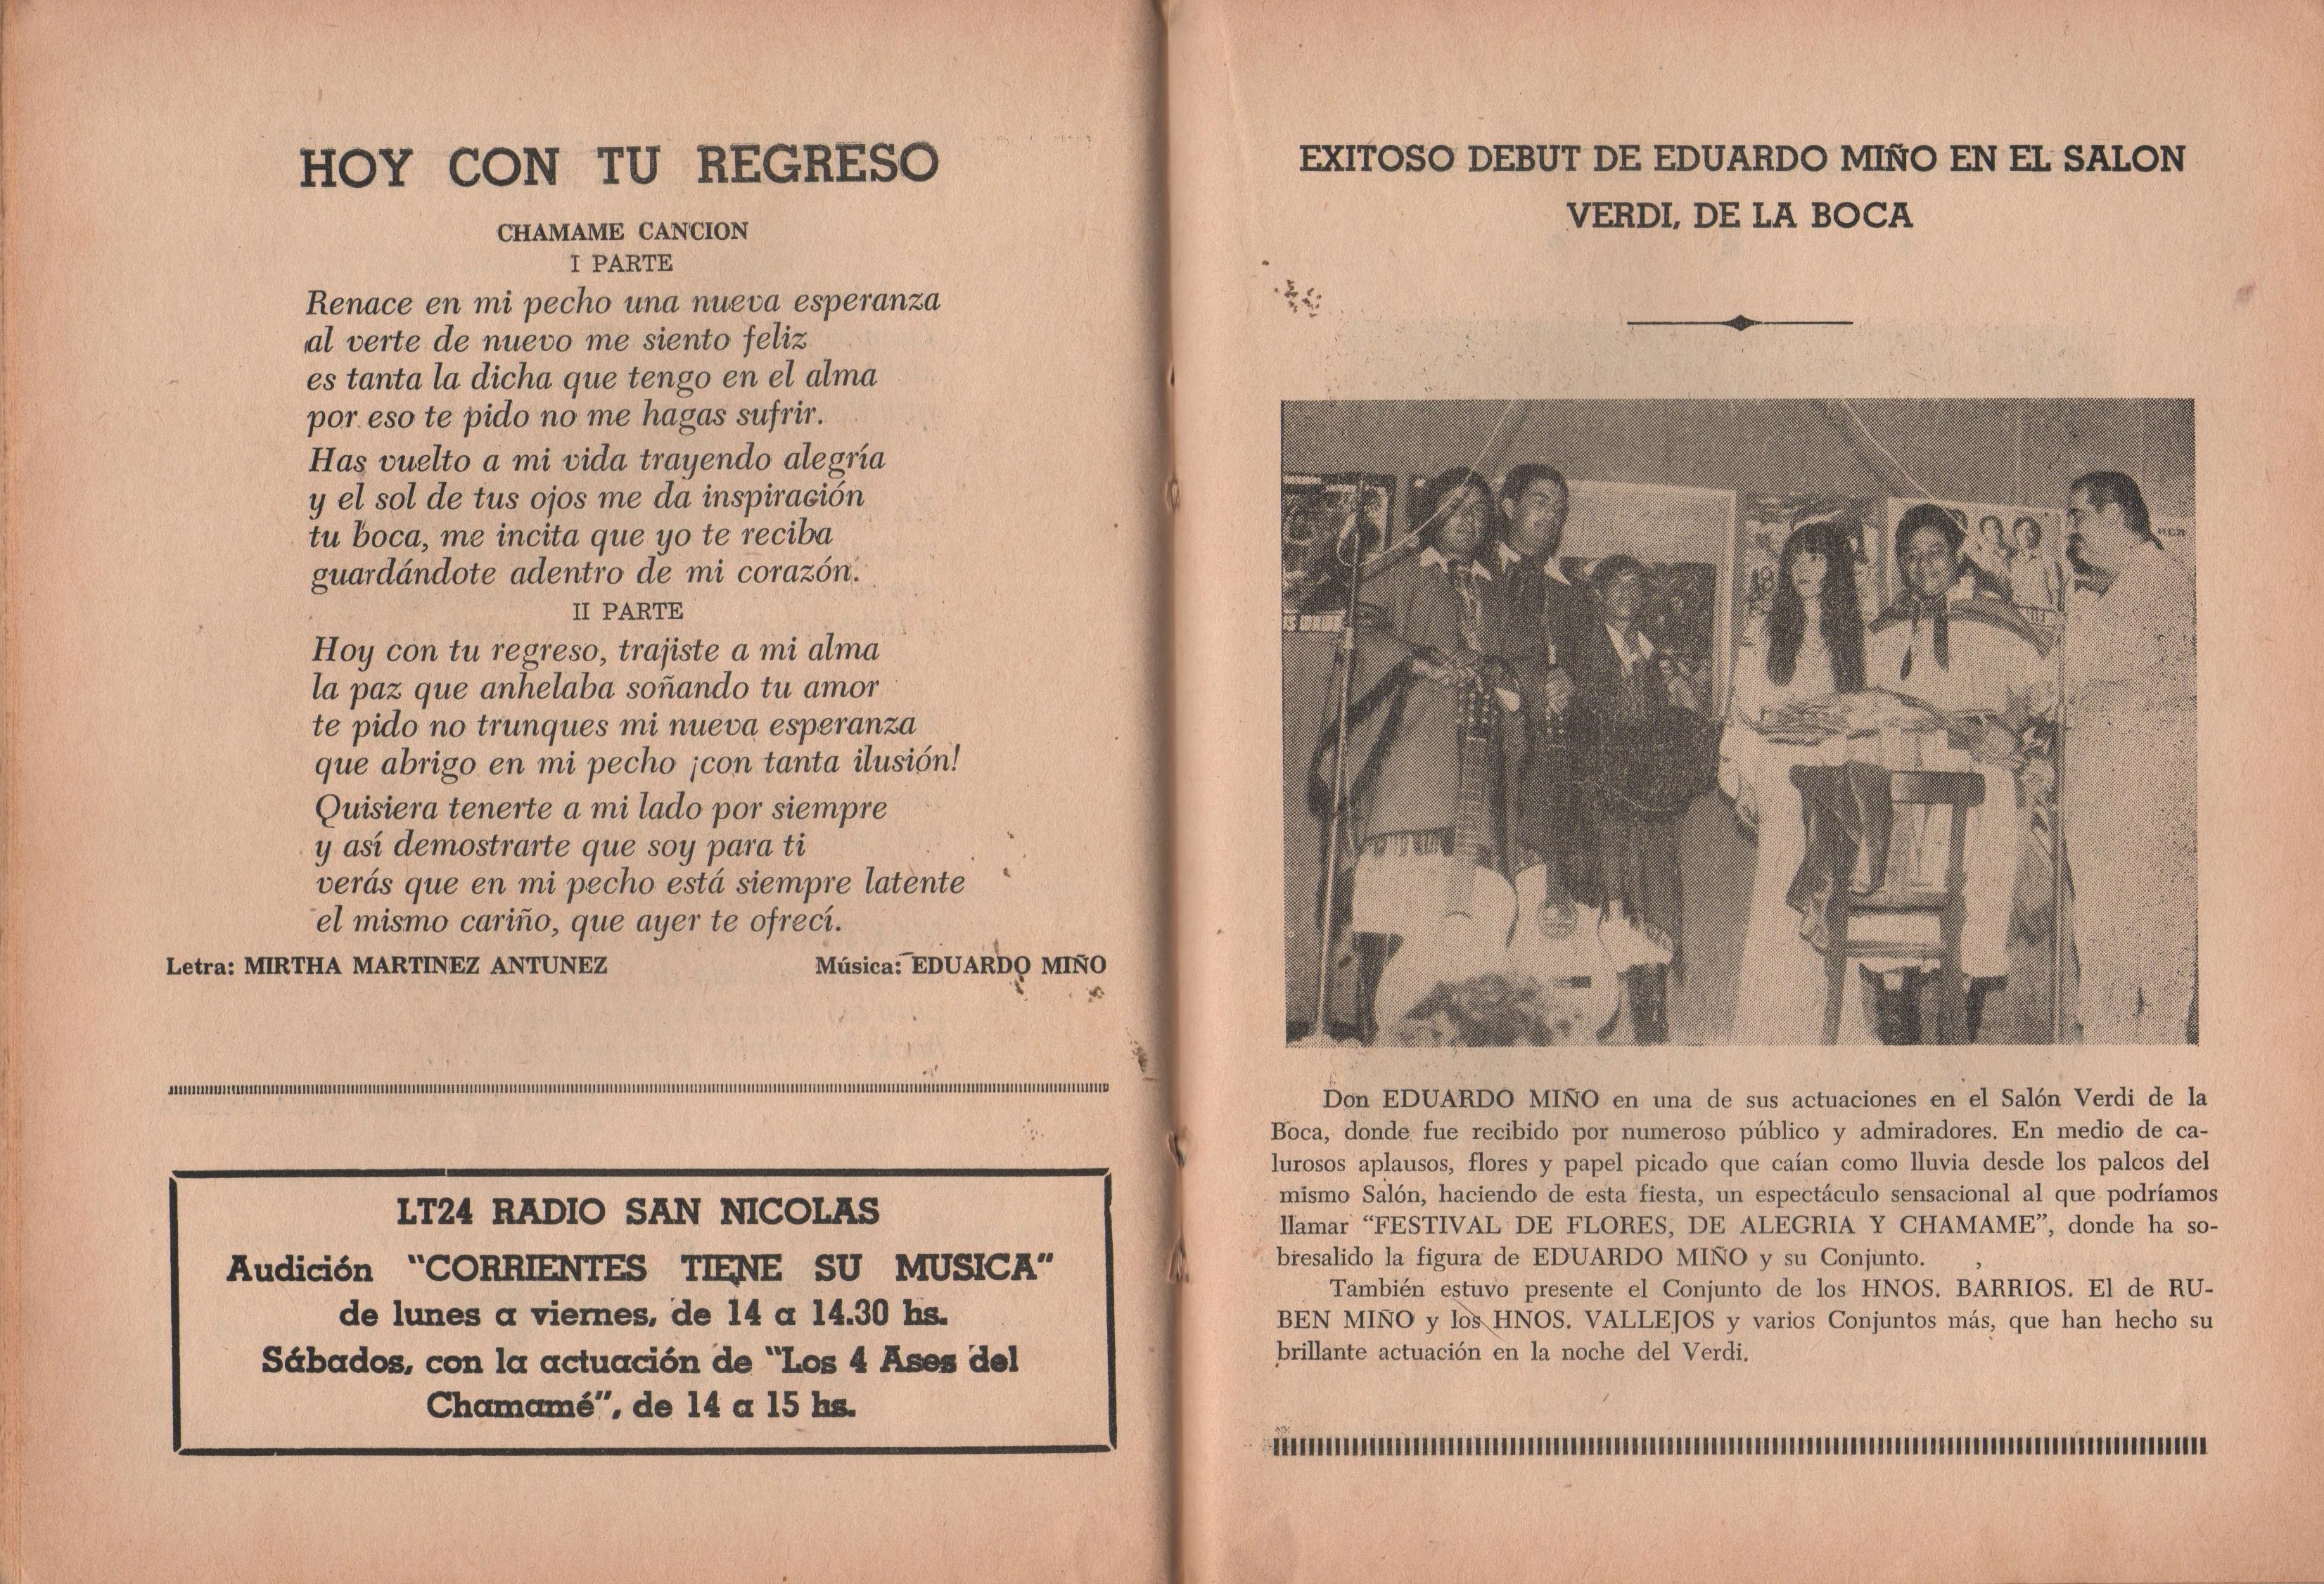 HOY CON TU REGRESO
CHAMAME CANCION
I PARTE
Renace en mi pecho una nueva esperanza
al verte de nuevo me siento feliz
es tanta la dicha que tengo en el alma
por eso te pido no me hagas sufrir.
Has vuelto a mi vida trayendo alegría
y el sol de tus ojos me da inspiración
tu boca, me incita que yo te reciba
guardándote adentro de mi corazón.
II PARTE
Hoy con tu regreso, trajiste a mi alma
la paz que anhelaba soñando tu amor
te pido no trunques mi nueva esperanza
que abrigo en mi pecho ¡con tanta ilusión!
Quisiera tenerte a mi lado por siempre
y así demostrarte que soy para ti
verás que en mi pecho está siempre latente
el mismo cariño, que ayer te ofrecí.
Letra: MIRTHA MARTINEZ ANTUNEZ Música: EDUARDO MIÑO
LT24 RADIO SAN NICOLAS
Audición "CORRIENTES TIENE SU MUSICA"
de lunes a viernes, de 14 a 14.30 hs.
Sábados, con la actuación de "Los 4 Ases del
Chamamé", de 14 a 15 hs.
EXITOSO DEBUT DE EDUARDO MIÑO EN EL SALON
VERDI, DE LA BOCA
Don EDUARDO MIÑO en una de sus actuaciones en el Salón Verdi de la
Boca, donde fue recibido por numeroso público y admiradores. En medio de ca-
lurosos aplausos, flores y papel picado que caían como lluvia desde los palcos del
mismo Salón, haciendo de esta fiesta, un espectáculo sensacional al que podríamos
llamar "FESTIVAL DE FLORES, DE ALEGRIA Y CHAMAME", donde ha so-
bresalido la figura de EDUARDO MIÑO y su Conjunto.
También estuvo presente el Conjunto de los HNOS. BARRIOS. El de RU-
BEN MIÑO y los HNOS. VALLEJOS y varios Conjuntos más, que han hecho su
brillante actuación en la noche del Verdi.